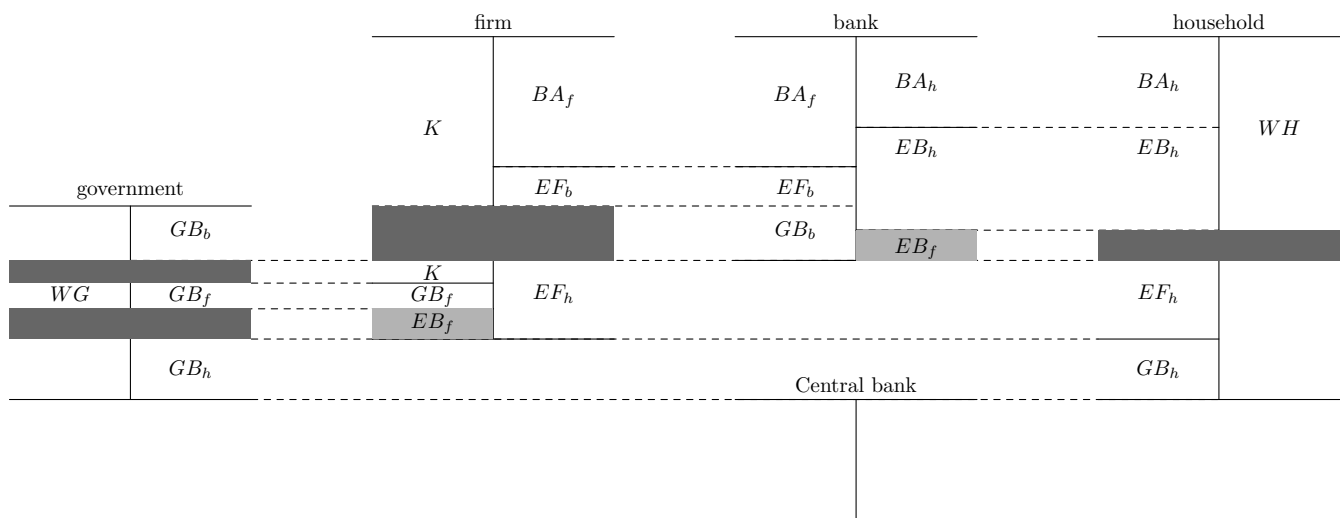 firm bank household
BA_h BA_h
BA_f BA_f
K WH
EB_h EB_h
government EF_b EF_b
GB_b GB_b
EB_f
K
WG GB_f GB_f EF_h EF_h
EB_f
GB_h GB_h
Central bank